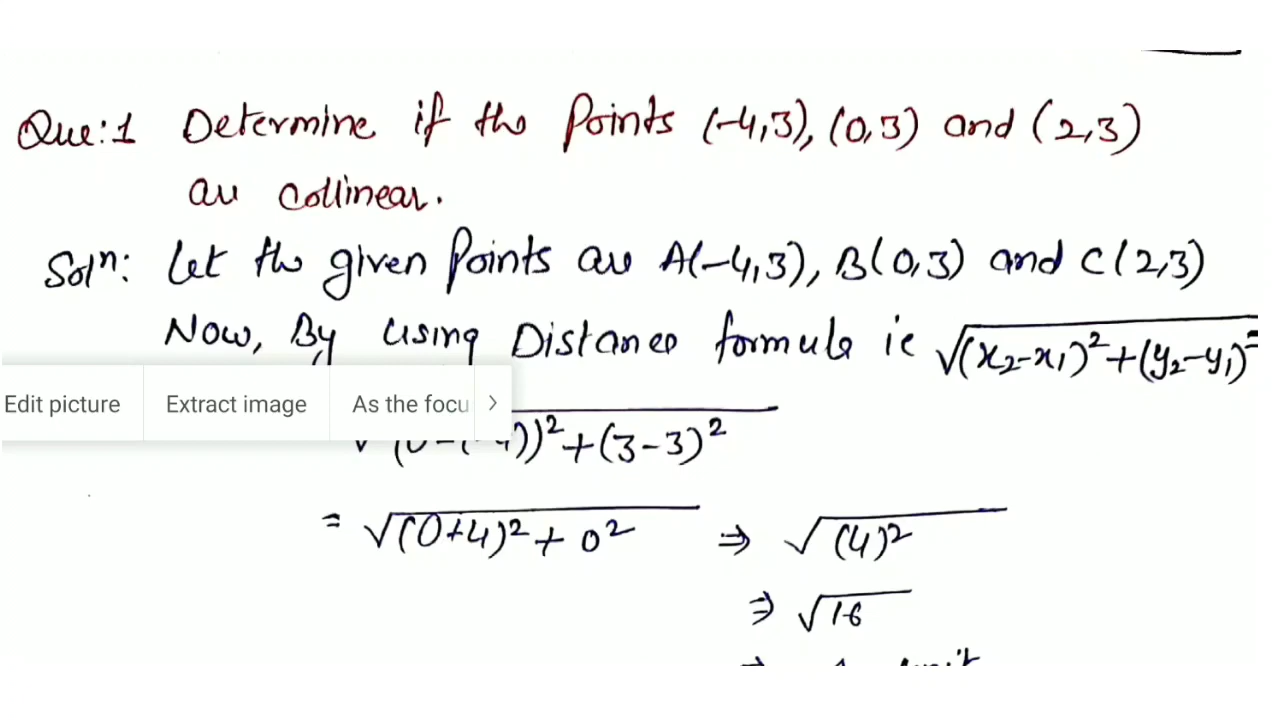 Que:1 Determine if the Points (-4,3), (0,3) and (2,3)
are collinear.
Solⁿ: Let the given Points are A(-4,3), B(0,3) and C(2,3)
Now, By using Distance formula ie √(x₂-x₁)²+(y₂-y₁)²
Edit picture Extract image As the focu >
√(0-(-4))²+(3-3)²
= √(0+4)²+0² ⇒ √(4)²
⇒ √16